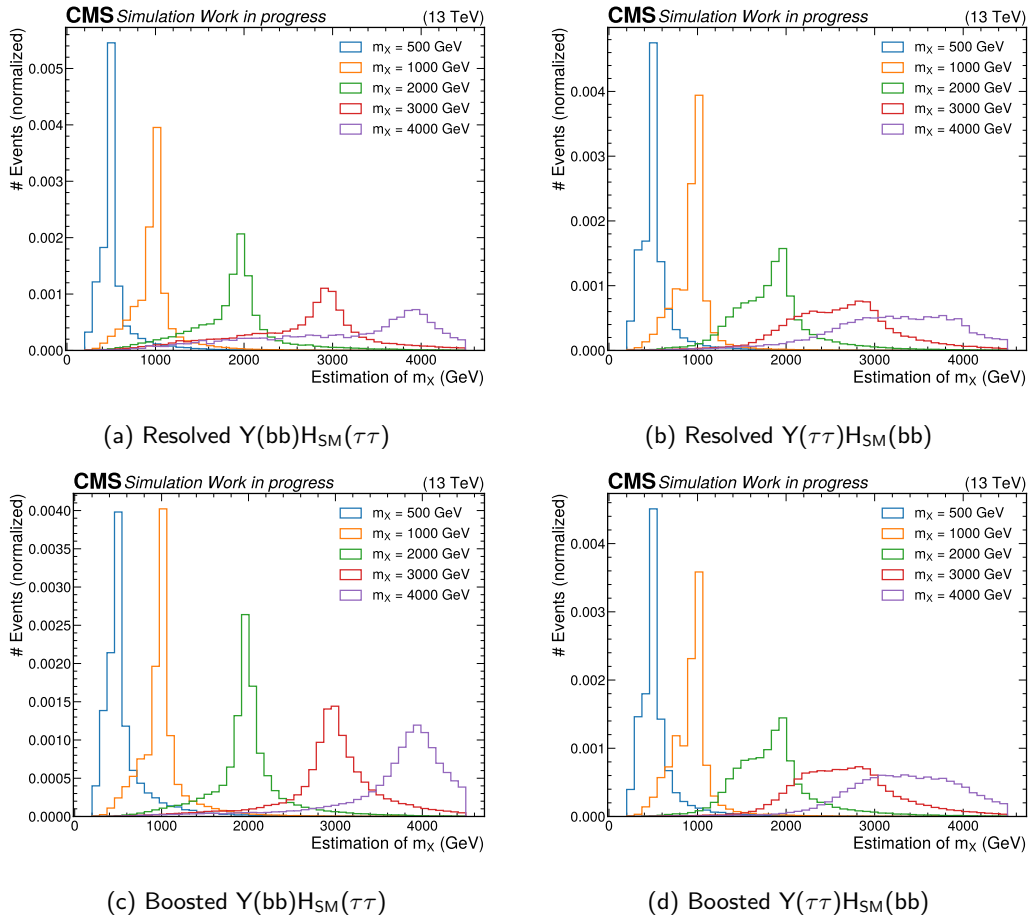 CMS Simulation Work in progress (13 TeV)
# Events (normalized)
0.005
0.004
0.003
0.002
0.001
0.000
m_X = 500 GeV
m_X = 1000 GeV
m_X = 2000 GeV
m_X = 3000 GeV
m_X = 4000 GeV
0 1000 2000 3000 4000
Estimation of m_X (GeV)
(a) Resolved Y(bb)H_SM(ττ)
CMS Simulation Work in progress (13 TeV)
# Events (normalized)
0.004
0.003
0.002
0.001
0.000
m_X = 500 GeV
m_X = 1000 GeV
m_X = 2000 GeV
m_X = 3000 GeV
m_X = 4000 GeV
0 1000 2000 3000 4000
Estimation of m_X (GeV)
(b) Resolved Y(ττ)H_SM(bb)
CMS Simulation Work in progress (13 TeV)
# Events (normalized)
0.0040
0.0035
0.0030
0.0025
0.0020
0.0015
0.0010
0.0005
0.0000
m_X = 500 GeV
m_X = 1000 GeV
m_X = 2000 GeV
m_X = 3000 GeV
m_X = 4000 GeV
0 1000 2000 3000 4000
Estimation of m_X (GeV)
(c) Boosted Y(bb)H_SM(ττ)
CMS Simulation Work in progress (13 TeV)
# Events (normalized)
0.004
0.003
0.002
0.001
0.000
m_X = 500 GeV
m_X = 1000 GeV
m_X = 2000 GeV
m_X = 3000 GeV
m_X = 4000 GeV
0 1000 2000 3000 4000
Estimation of m_X (GeV)
(d) Boosted Y(ττ)H_SM(bb)